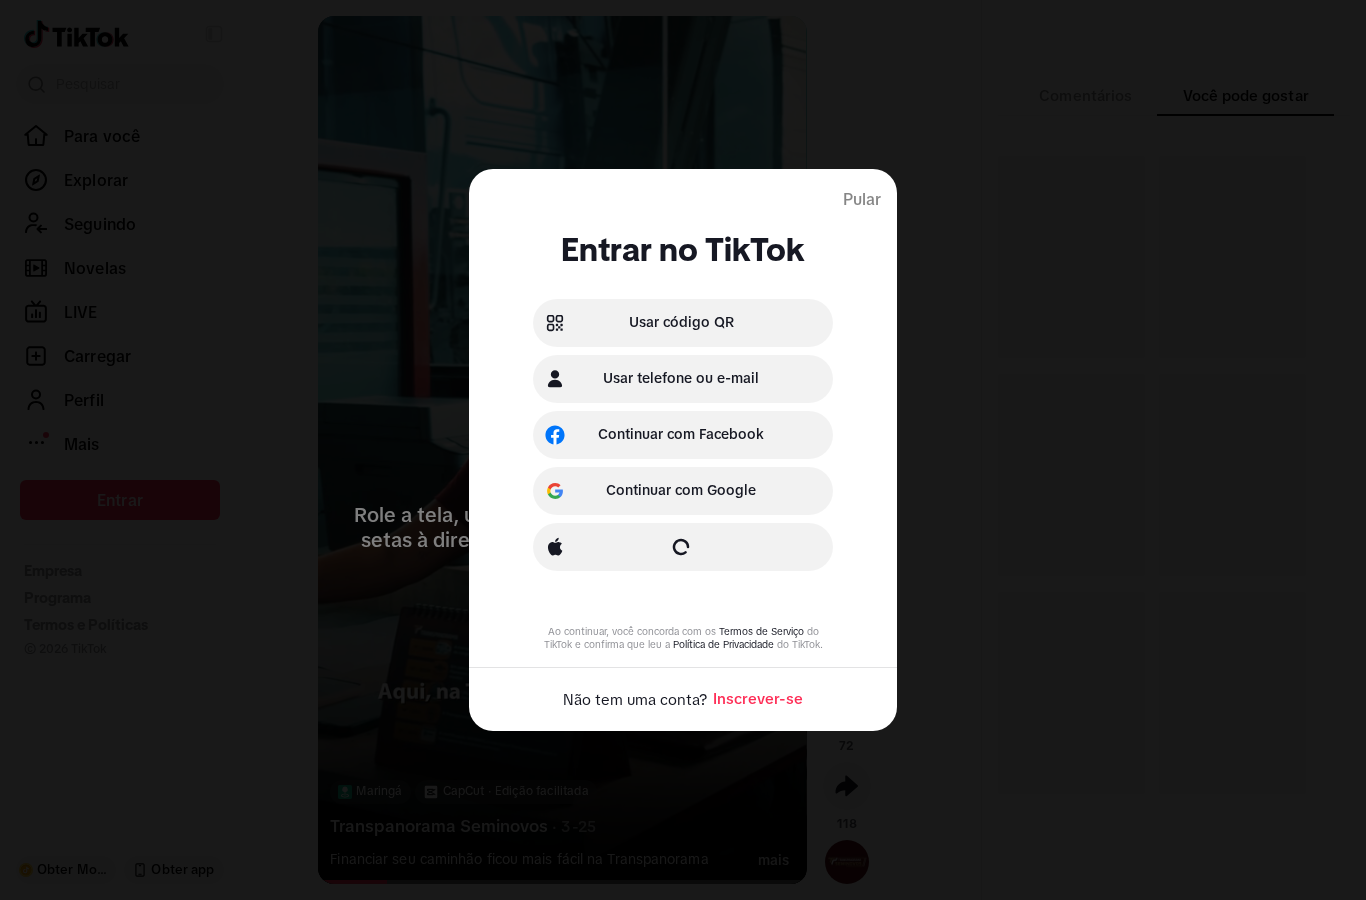 TikTok
Pesquisar
Para você
Explorar
Seguindo
Novelas
LIVE
Carregar
Perfil
Mais
Entrar
Empresa
Programa
Termos e Políticas
© 2026 TikTok
Obter Mo...
Obter app
Role a tela,
setas à dire
Aqui, na
Maringá
CapCut · Edição facilitada
Transpanorama Seminovos · 3-25
Financiar seu caminhão ficou mais fácil na Transpanorama
mais
Pular
Entrar no TikTok
Usar código QR
Usar telefone ou e-mail
Continuar com Facebook
Continuar com Google
Ao continuar, você concorda com os Termos de Serviço do
TikTok e confirma que leu a Política de Privacidade do TikTok.
Não tem uma conta? Inscrever-se
72
118
Comentários
Você pode gostar